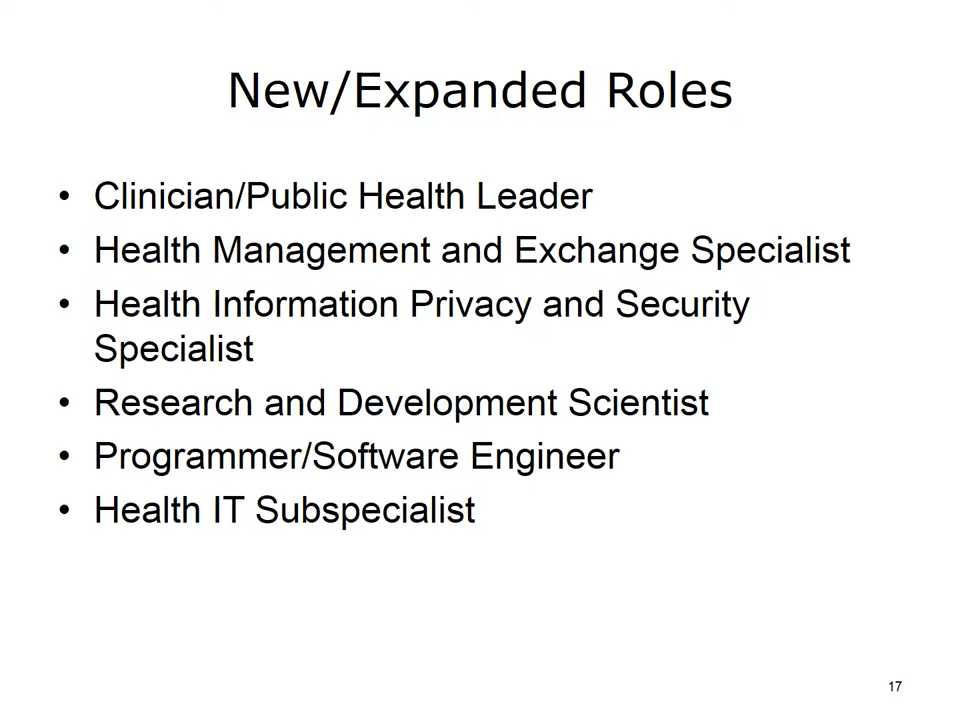 New/Expanded Roles
• Clinician/Public Health Leader
• Health Management and Exchange Specialist
• Health Information Privacy and Security
Specialist
• Research and Development Scientist
• Programmer/Software Engineer
• Health IT Subspecialist
17